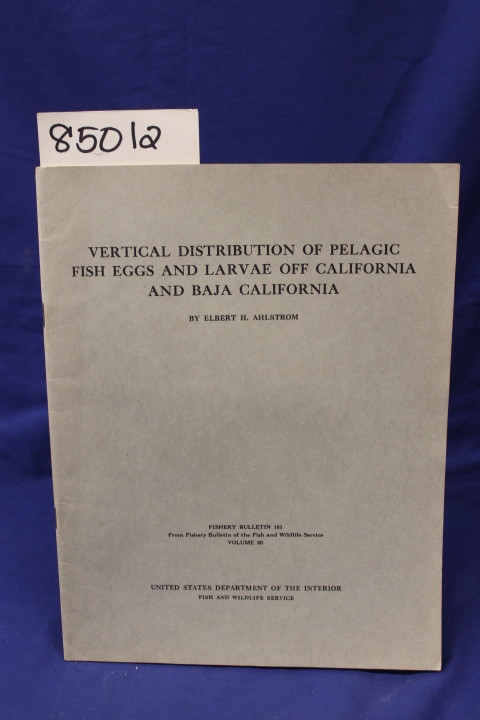 85012
VERTICAL DISTRIBUTION OF PELAGIC
FISH EGGS AND LARVAE OFF CALIFORNIA
AND BAJA CALIFORNIA
BY ELBERT H. AHLSTROM
FISHERY BULLETIN 161
From Fishery Bulletin of the Fish and Wildlife Service
VOLUME 60
UNITED STATES DEPARTMENT OF THE INTERIOR
FISH AND WILDLIFE SERVICE